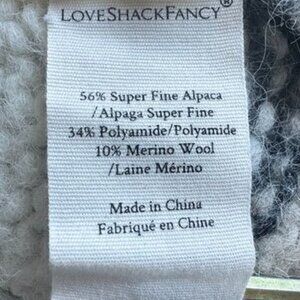 LOVESHACKFANCY®
56% Super Fine Alpaca
/Alpaga Super Fine
34% Polyamide/Polyamide
10% Merino Wool
/Laine Mérino
Made in China
Fabriqué en Chine